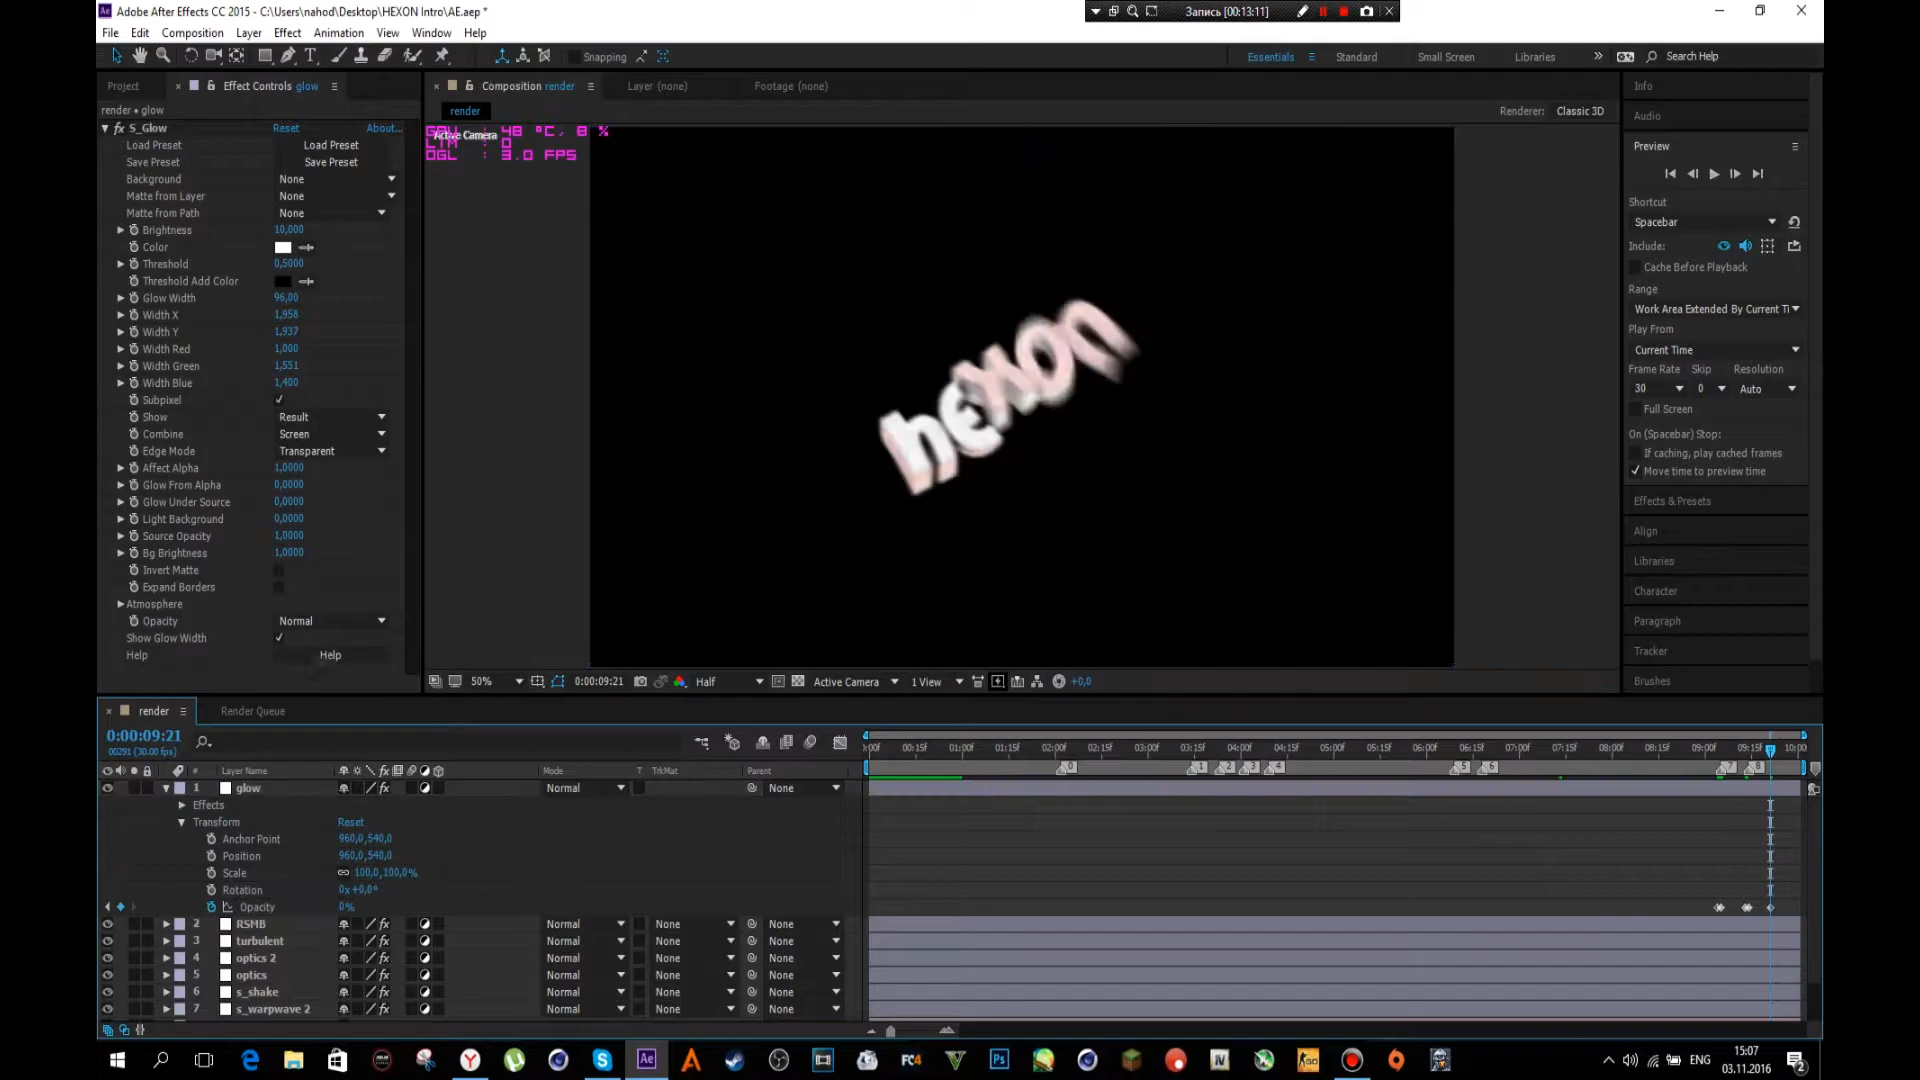 Adobe After Effects CC 2015 - C:\Users\nahod\Desktop\HEXON Intro\AE.aep *
Запись [00:13:11]
File Edit Composition Layer Effect Animation View Window Help
Snapping
Essentials Standard Small Screen Libraries Search Help
Project Effect Controls glow
Composition render Layer (none) Footage (none)
render • glow
render
Renderer: Classic 3D
S_Glow Reset About...
Load Preset Load Preset
Save Preset Save Preset
Background None
Matte from Layer None
Matte from Path None
Brightness 10,000
Color
Threshold 0,5000
Threshold Add Color
Glow Width 96,00
Width X 1,958
Width Y 1,937
Width Red 1,000
Width Green 1,551
Width Blue 1,400
Subpixel
Show Result
Combine Screen
Edge Mode Transparent
Affect Alpha 1,0000
Glow From Alpha 0,0000
Glow Under Source 0,0000
Light Background 0,0000
Source Opacity 1,0000
Bg Brightness 1,0000
Invert Matte
Expand Borders
Atmosphere
Opacity Normal
Show Glow Width
Help Help
GPU : 48 °C, 8 %
Active Camera
LTM : 0
OGL : 3.0 FPS
hexon
50% 0:00:09:21 Half Active Camera 1 View +0,0
Info
Audio
Preview
Shortcut
Spacebar
Include:
Cache Before Playback
Range
Work Area Extended By Current Ti
Play From
Current Time
Frame Rate Skip Resolution
30 0 Auto
Full Screen
On (Spacebar) Stop:
If caching, play cached frames
Move time to preview time
Effects & Presets
Align
Libraries
Character
Paragraph
Tracker
Brushes
render Render Queue
0:00:09:21
00291 (30.00 fps)
:00f 00:15f 01:00f 01:15f 02:00f 02:15f 03:00f 03:15f 04:00f 04:15f 05:00f 05:15f 06:00f 06:15f 07:00f 07:15f 08:00f 08:15f 09:00f 09:15f 10:00
0 1 2 3 4 5 6 7 8
# Layer Name Mode T TrkMat Parent
1 glow Normal None
Effects
Transform Reset
Anchor Point 960,0,540,0
Position 960,0,540,0
Scale 100,0,100,0%
Rotation 0x+0,0°
Opacity 0%
2 RSMB Normal None None
3 turbulent Normal None None
4 optics 2 Normal None None
5 optics Normal None None
6 s_shake Normal None None
7 s_warpwave 2 Normal None None
ENG
15:07
03.11.2016
2